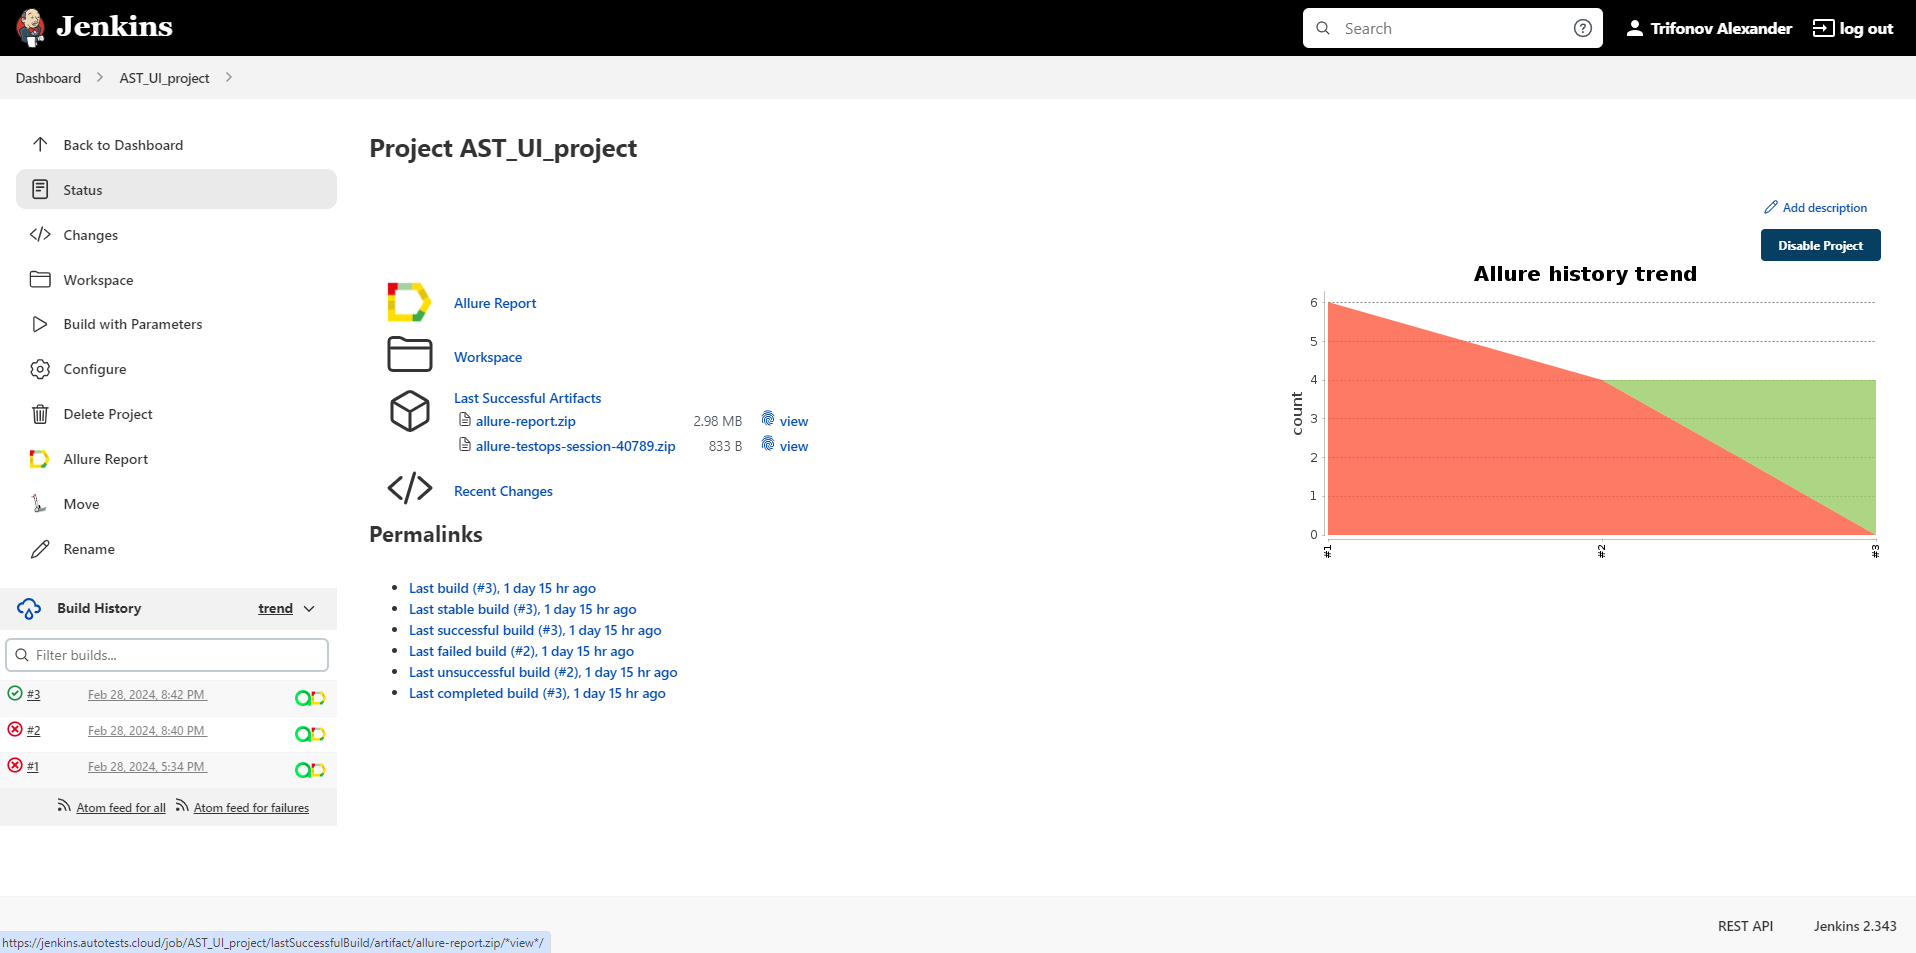 Jenkins
Search
Trifonov Alexander
log out
Dashboard
AST_UI_project
Back to Dashboard
Status
Changes
Workspace
Build with Parameters
Configure
Delete Project
Allure Report
Move
Rename
Build History
trend
Filter builds...
#3 Feb 28, 2024, 8:42 PM
#2 Feb 28, 2024, 8:40 PM
#1 Feb 28, 2024, 5:34 PM
Atom feed for all Atom feed for failures
Project AST_UI_project
Add description
Disable Project
Allure Report
Workspace
Last Successful Artifacts
allure-report.zip 2.98 MB view
allure-testops-session-40789.zip 833 B view
Recent Changes
Permalinks
Last build (#3), 1 day 15 hr ago
Last stable build (#3), 1 day 15 hr ago
Last successful build (#3), 1 day 15 hr ago
Last failed build (#2), 1 day 15 hr ago
Last unsuccessful build (#2), 1 day 15 hr ago
Last completed build (#3), 1 day 15 hr ago
Allure history trend
count
6
5
4
3
2
1
0
#1 #2 #3
REST API Jenkins 2.343
https://jenkins.autotests.cloud/job/AST_UI_project/lastSuccessfulBuild/artifact/allure-report.zip/*view*/